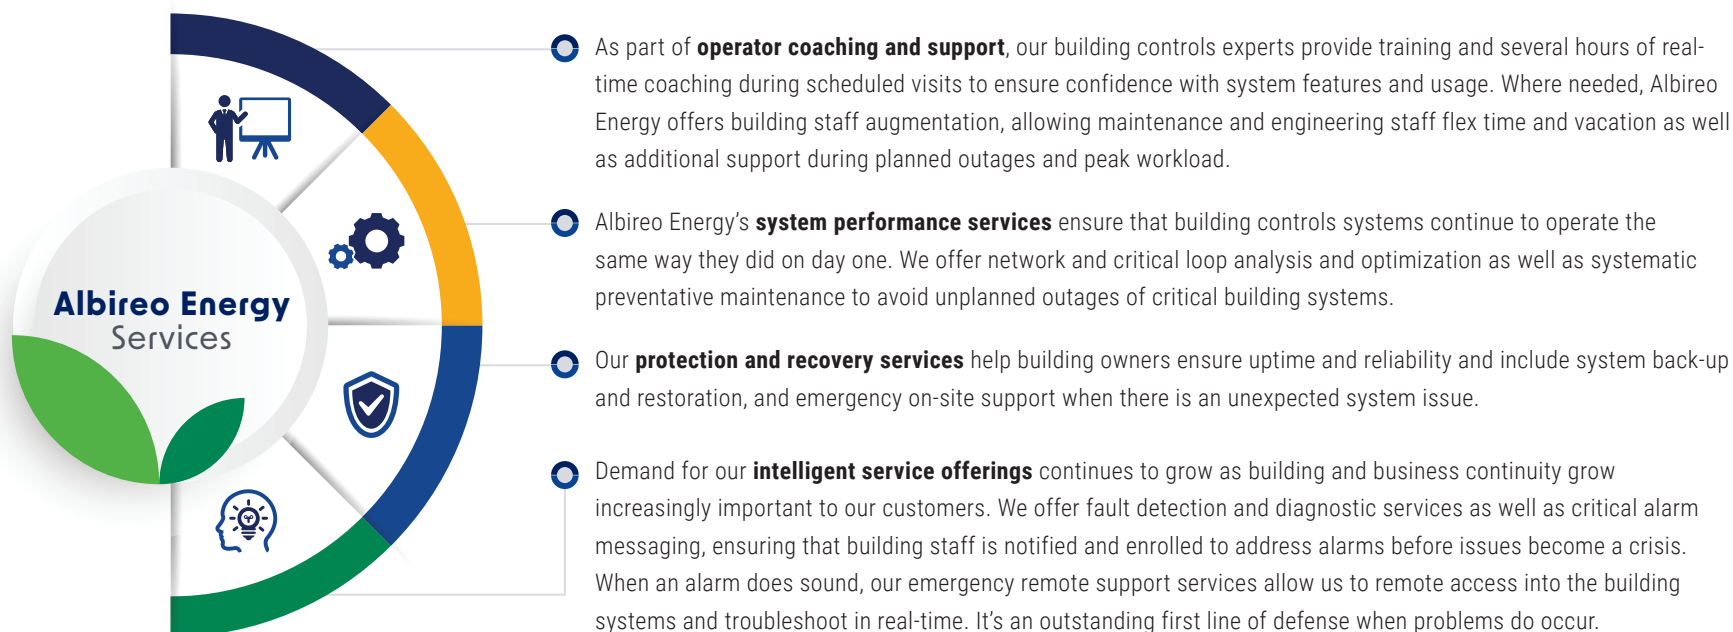 Albireo Energy
Services
As part of operator coaching and support, our building controls experts provide training and several hours of real-
time coaching during scheduled visits to ensure confidence with system features and usage. Where needed, Albireo
Energy offers building staff augmentation, allowing maintenance and engineering staff flex time and vacation as well
as additional support during planned outages and peak workload.
Albireo Energy’s system performance services ensure that building controls systems continue to operate the
same way they did on day one. We offer network and critical loop analysis and optimization as well as systematic
preventative maintenance to avoid unplanned outages of critical building systems.
Our protection and recovery services help building owners ensure uptime and reliability and include system back-up
and restoration, and emergency on-site support when there is an unexpected system issue.
Demand for our intelligent service offerings continues to grow as building and business continuity grow
increasingly important to our customers. We offer fault detection and diagnostic services as well as critical alarm
messaging, ensuring that building staff is notified and enrolled to address alarms before issues become a crisis.
When an alarm does sound, our emergency remote support services allow us to remote access into the building
systems and troubleshoot in real-time. It’s an outstanding first line of defense when problems do occur.